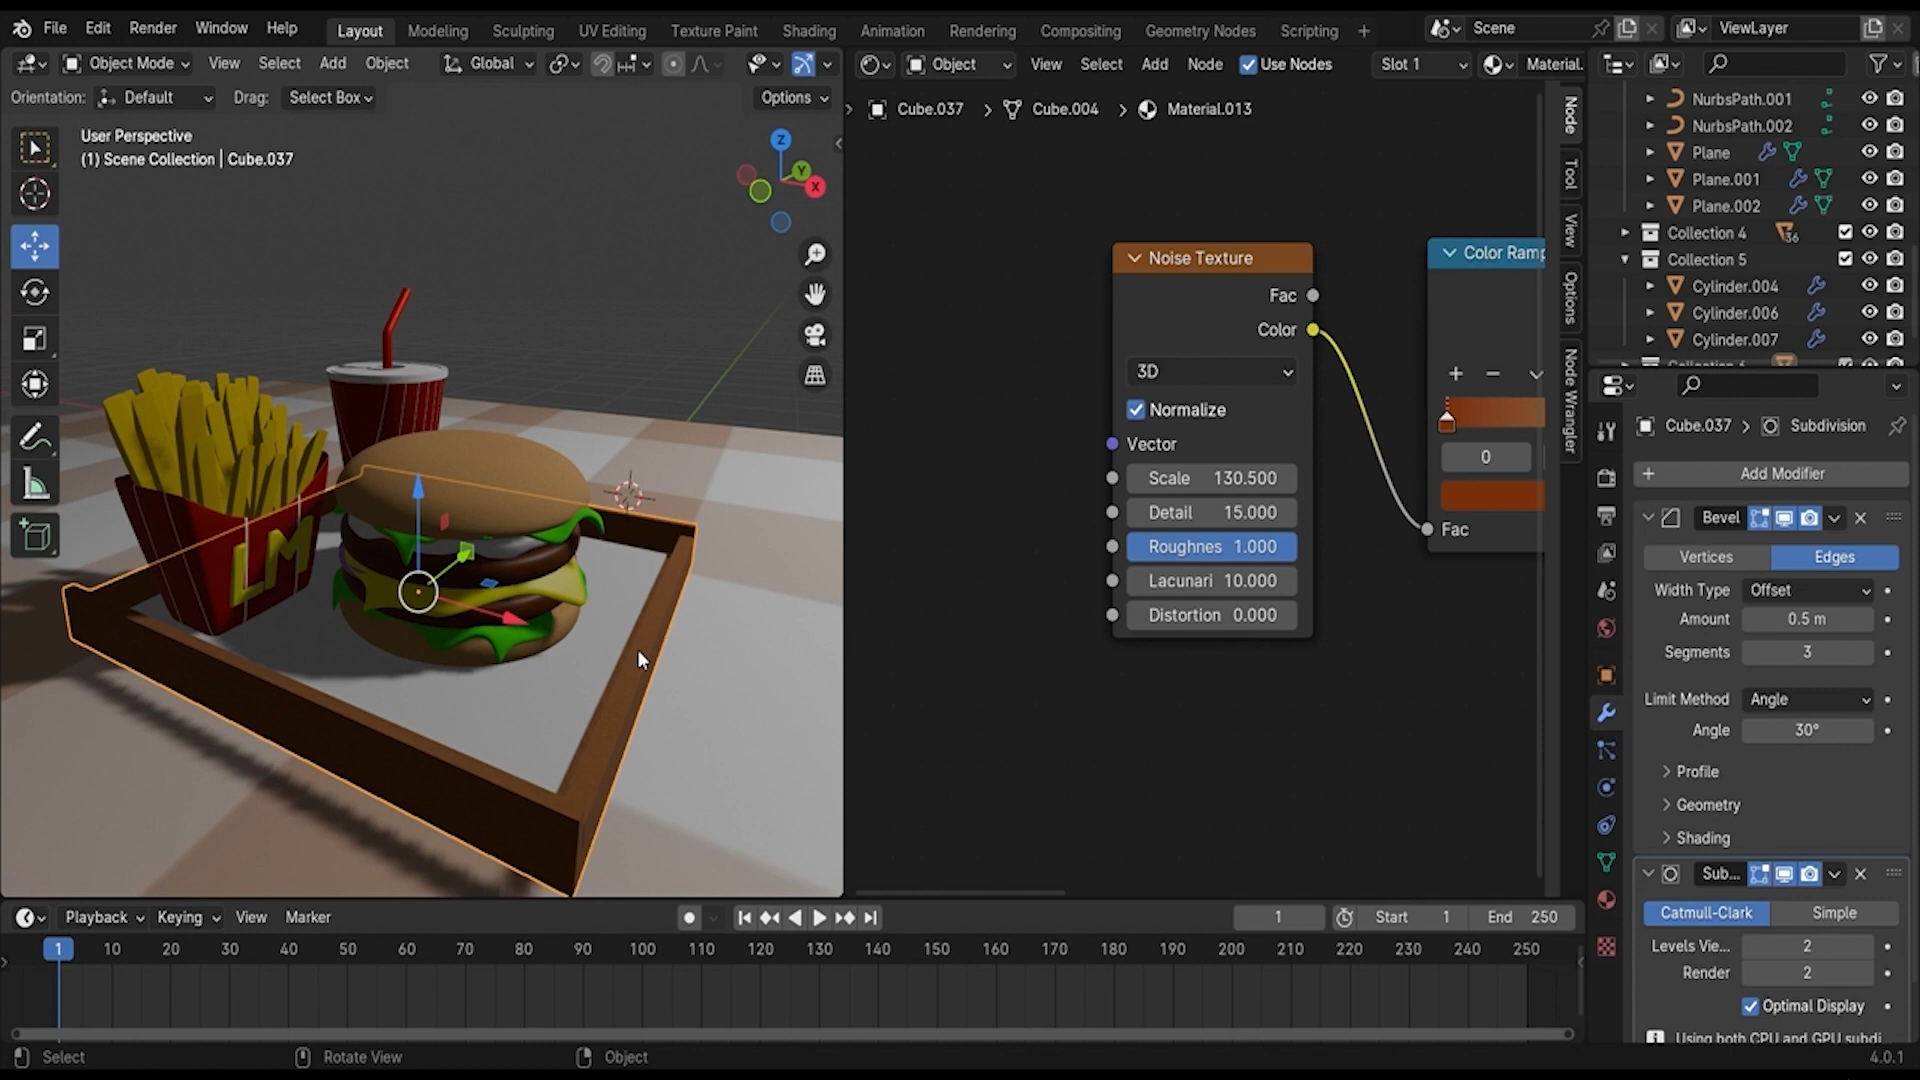 File Edit Render Window Help Layout Modeling Sculpting UV Editing Texture Paint Shading Animation Rendering Compositing Geometry Nodes Scripting + Scene ViewLayer
Object Mode View Select Add Object Global Object View Select Add Node Use Nodes Slot 1 Material.
Orientation: Default Drag: Select Box Options
Cube.037 > Cube.004 > Material.013
User Perspective
(1) Scene Collection | Cube.037
Z
Y
X
LM
Noise Texture
Fac
Color
3D
Normalize
Vector
Scale 130.500
Detail 15.000
Roughnes 1.000
Lacunari 10.000
Distortion 0.000
Color Ramp
+ −
0
Fac
Node
Tool
View
Options
Node Wrangler
NurbsPath.001
NurbsPath.002
Plane
Plane.001
Plane.002
Collection 4 36
Collection 5
Cylinder.004
Cylinder.006
Cylinder.007
Cube.037 > Subdivision
+ Add Modifier
Bevel
Vertices Edges
Width Type Offset
Amount 0.5 m
Segments 3
Limit Method Angle
Angle 30°
Profile
Geometry
Shading
Sub...
Catmull-Clark Simple
Levels Vie... 2
Render 2
Optimal Display
Using both CPU and GPU subdi
Playback Keying View Marker 1 Start 1 End 250
1 10 20 30 40 50 60 70 80 90 100 110 120 130 140 150 160 170 180 190 200 210 220 230 240 250
Select Rotate View Object 4.0.1